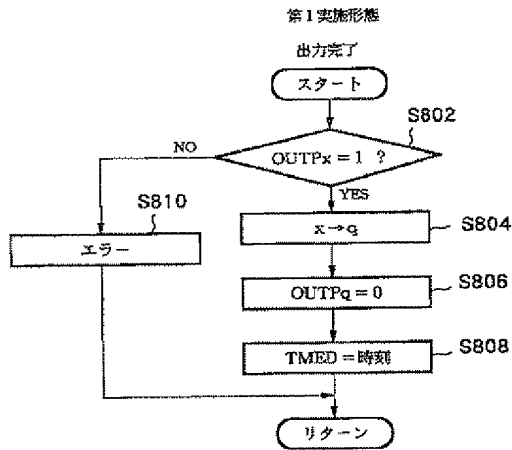 第1実施形態
出力完了
スタート
S802
OUTPx = 1 ?
NO
YES
S810
エラー
x→q
S804
OUTPq = 0
S806
TMED = 時刻
S808
リターン